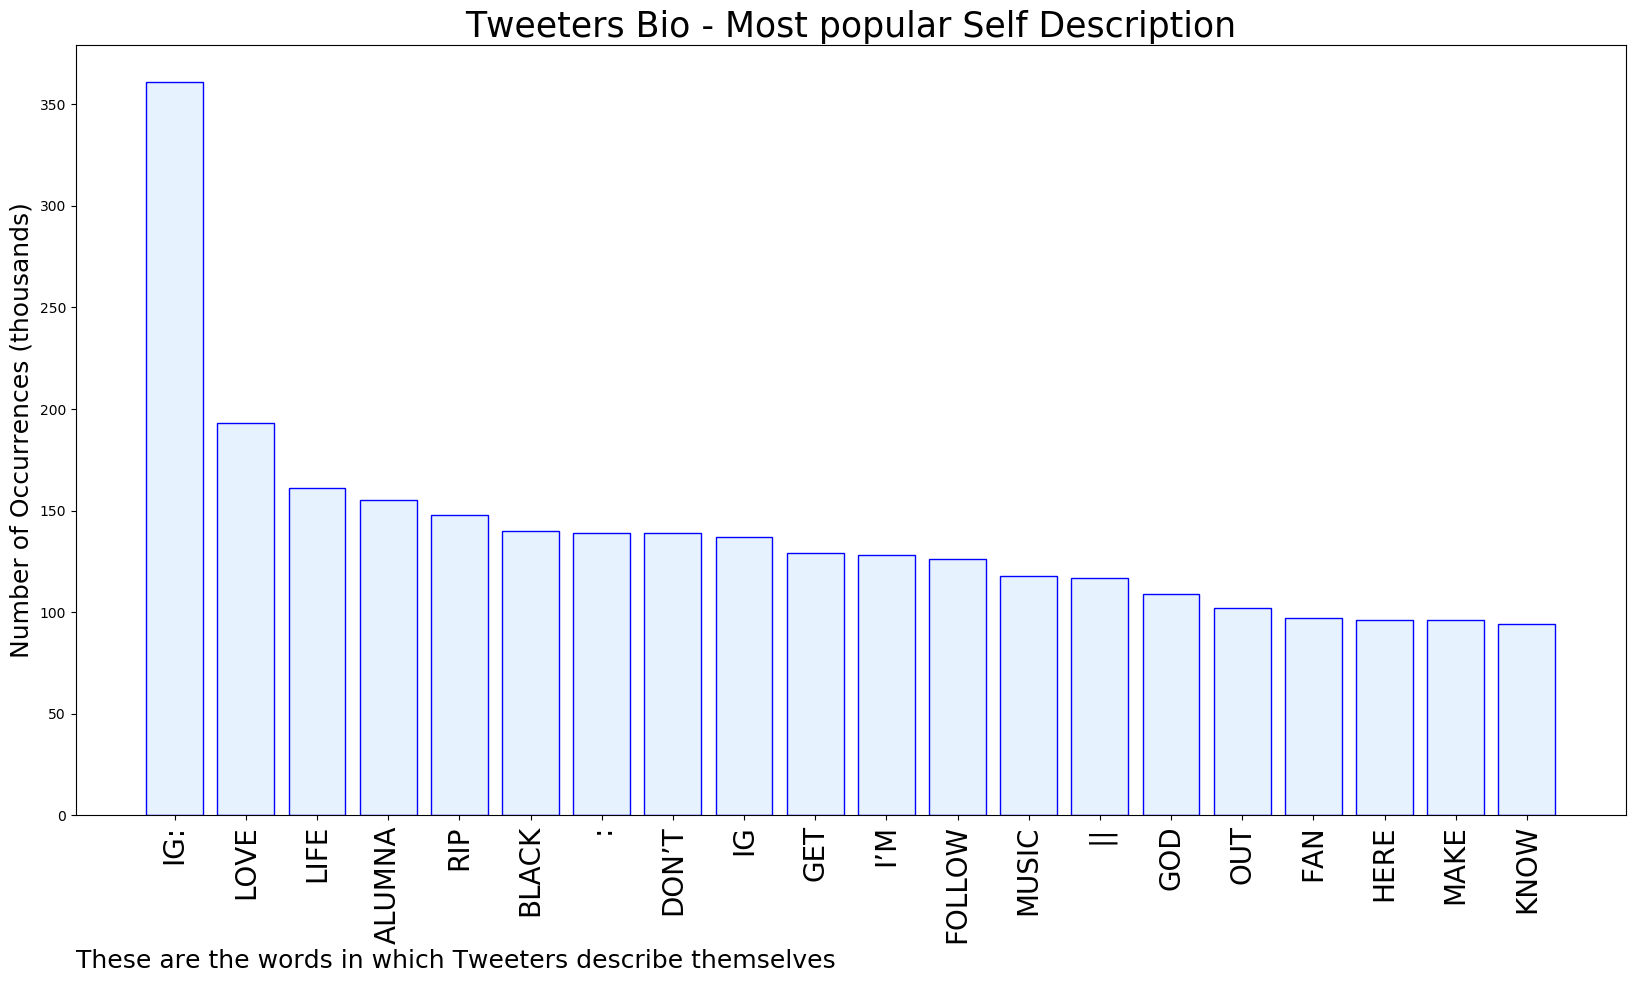 Tweeters Bio - Most popular Self Description
Number of Occurrences (thousands)
350
300
250
200
150
100
50
0
IG:
LOVE
LIFE
ALUMNA
RIP
BLACK
:
DON’T
IG
GET
I’M
FOLLOW
MUSIC
||
GOD
OUT
FAN
HERE
MAKE
KNOW
These are the words in which Tweeters describe themselves